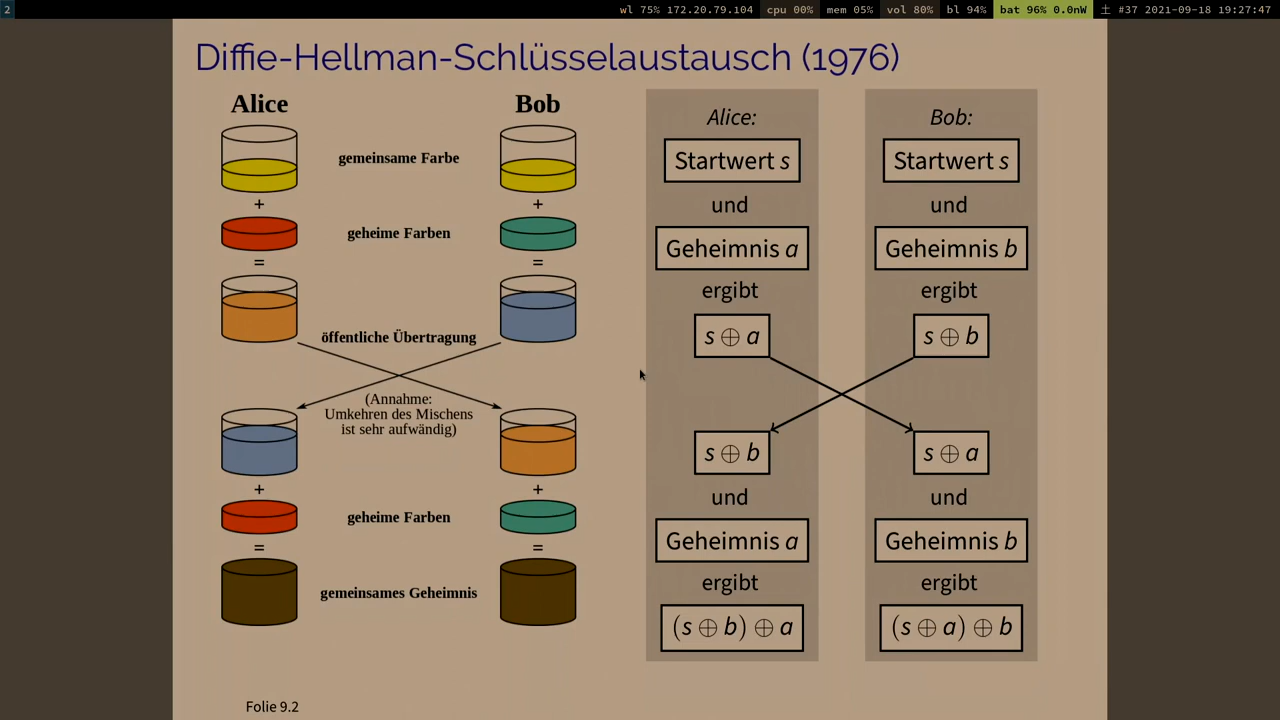 2
wl 75% 172.20.79.104 cpu 00% mem 05% vol 80% bl 94% bat 96% 0.0nW 土 #37 2021-09-18 19:27:47
Diffie-Hellman-Schlüsselaustausch (1976)
Alice
Bob
gemeinsame Farbe
+ +
geheime Farben
= =
öffentliche Übertragung
(Annahme:
Umkehren des Mischens
ist sehr aufwändig)
+ +
geheime Farben
= =
gemeinsames Geheimnis
Alice:
Startwert s
und
Geheimnis a
ergibt
s ⊕ a
s ⊕ b
und
Geheimnis a
ergibt
(s ⊕ b) ⊕ a
Bob:
Startwert s
und
Geheimnis b
ergibt
s ⊕ b
s ⊕ a
und
Geheimnis b
ergibt
(s ⊕ a) ⊕ b
Folie 9.2